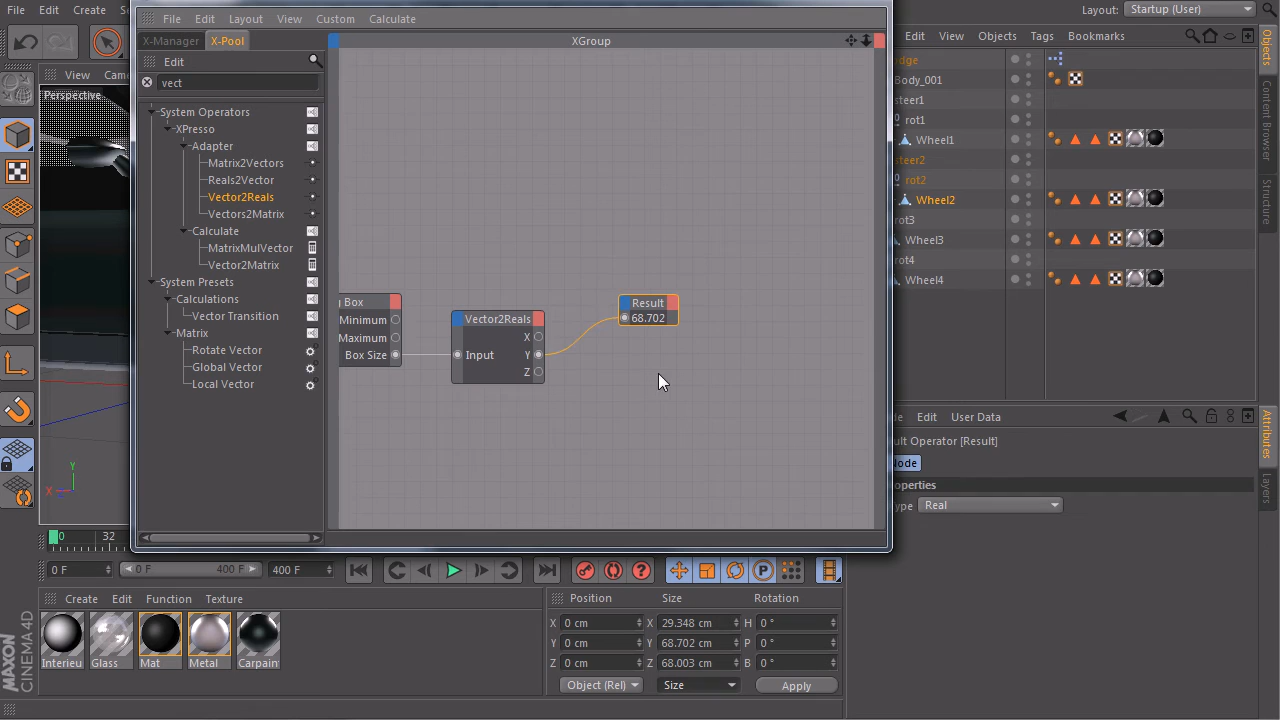 File Edit Create
View Came
Perspective
Y
X
0 32
0 F 0 F 400 F 400 F
File Edit Layout View Custom Calculate
X-Manager X-Pool
Edit
vect
System Operators
XPresso
Adapter
Matrix2Vectors
Reals2Vector
Vector2Reals
Vectors2Matrix
Calculate
MatrixMulVector
Vector2Matrix
System Presets
Calculations
Vector Transition
Matrix
Rotate Vector
Global Vector
Local Vector
XGroup
g Box
Minimum
Maximum
Box Size
Vector2Reals
X
Input Y
Z
Result
68.702
Layout: Startup (User)
Edit View Objects Tags Bookmarks
Body_001
steer1
rot1
Wheel1
steer2
rot2
Wheel2
rot3
Wheel3
rot4
Wheel4
Objects
Content Browser
Structure
Edit User Data
ult Operator [Result]
ode
operties
ype Real
Attributes
Layers
Create Edit Function Texture
Interieu Glass Mat Metal Carpain
MAXON
CINEMA 4D
Position Size Rotation
X 0 cm X 29.348 cm H 0 °
Y 0 cm Y 68.702 cm P 0 °
Z 0 cm Z 68.003 cm B 0 °
Object (Rel) Size Apply